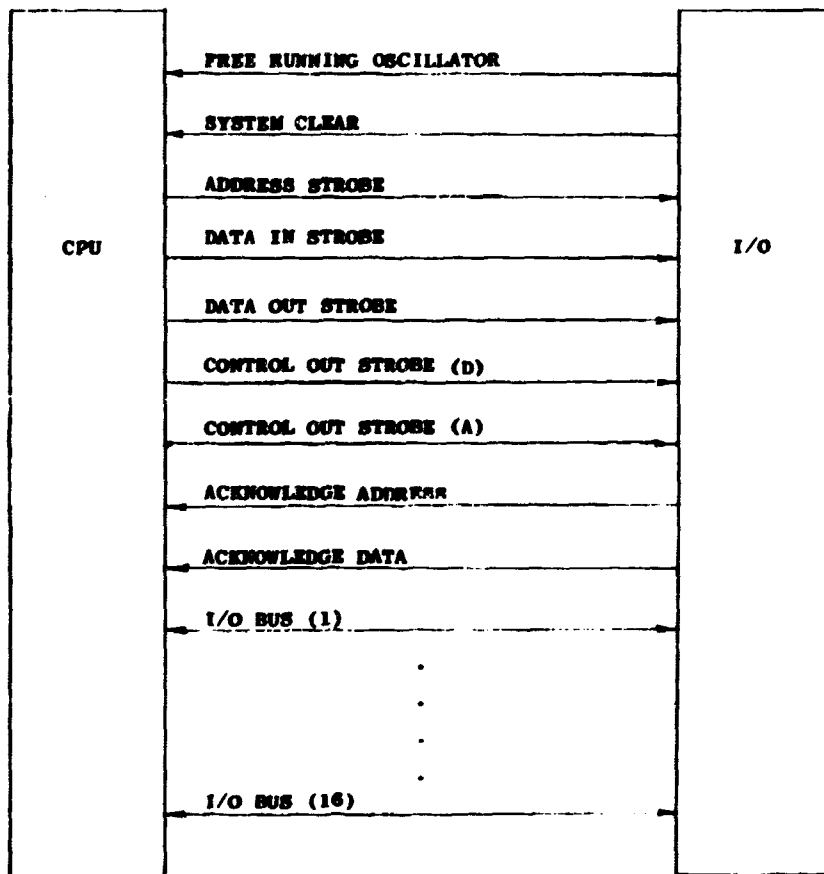 FREE RUNNING OSCILLATOR
SYSTEM CLEAR
ADDRESS STROBE
CPU
DATA IN STROBE
I/O
DATA OUT STROBE
CONTROL OUT STROBE (D)
CONTROL OUT STROBE (A)
ACKNOWLEDGE ADDRESS
ACKNOWLEDGE DATA
I/O BUS (1)
I/O BUS (16)